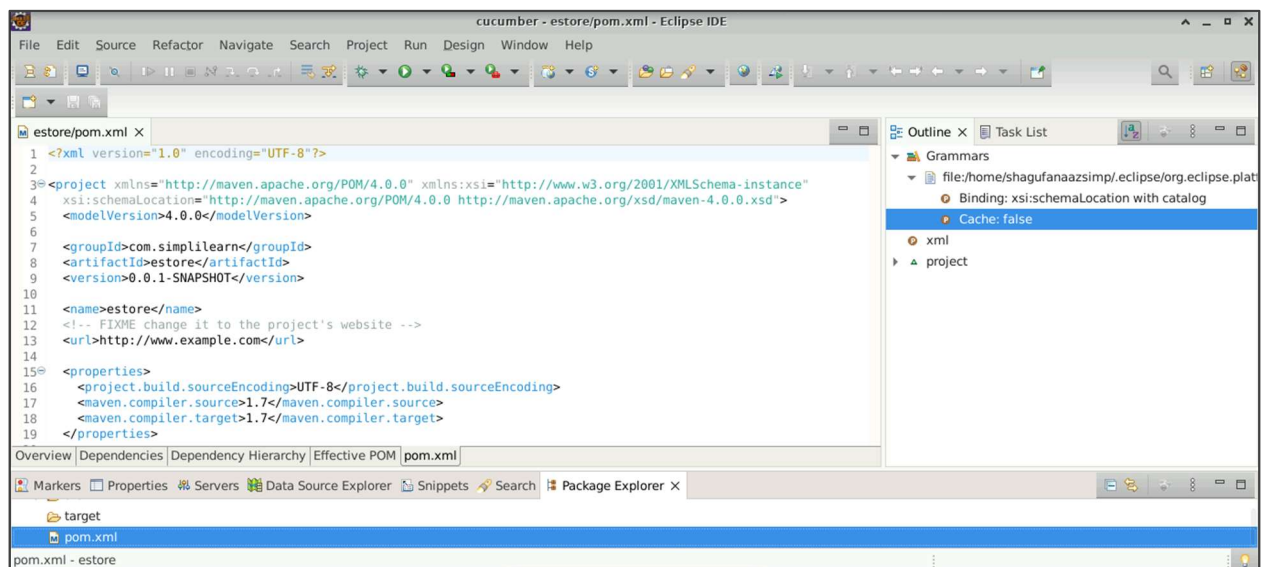 cucumber - estore/pom.xml - Eclipse IDE
File Edit Source Refactor Navigate Search Project Run Design Window Help
estore/pom.xml
1 <?xml version="1.0" encoding="UTF-8"?>
2
3 <project xmlns="http://maven.apache.org/POM/4.0.0" xmlns:xsi="http://www.w3.org/2001/XMLSchema-instance"
4 xsi:schemaLocation="http://maven.apache.org/POM/4.0.0 http://maven.apache.org/xsd/maven-4.0.0.xsd">
5 <modelVersion>4.0.0</modelVersion>
6
7 <groupId>com.simplilearn</groupId>
8 <artifactId>estore</artifactId>
9 <version>0.0.1-SNAPSHOT</version>
10
11 <name>estore</name>
12 <!-- FIXME change it to the project's website -->
13 <url>http://www.example.com</url>
14
15 <properties>
16 <project.build.sourceEncoding>UTF-8</project.build.sourceEncoding>
17 <maven.compiler.source>1.7</maven.compiler.source>
18 <maven.compiler.target>1.7</maven.compiler.target>
19 </properties>
Overview Dependencies Dependency Hierarchy Effective POM pom.xml
Outline Task List
Grammars
file:/home/shagufanaazsimp/.eclipse/org.eclipse.plat
Binding: xsi:schemaLocation with catalog
Cache: false
xml
project
Markers Properties Servers Data Source Explorer Snippets Search Package Explorer
target
pom.xml
pom.xml - estore